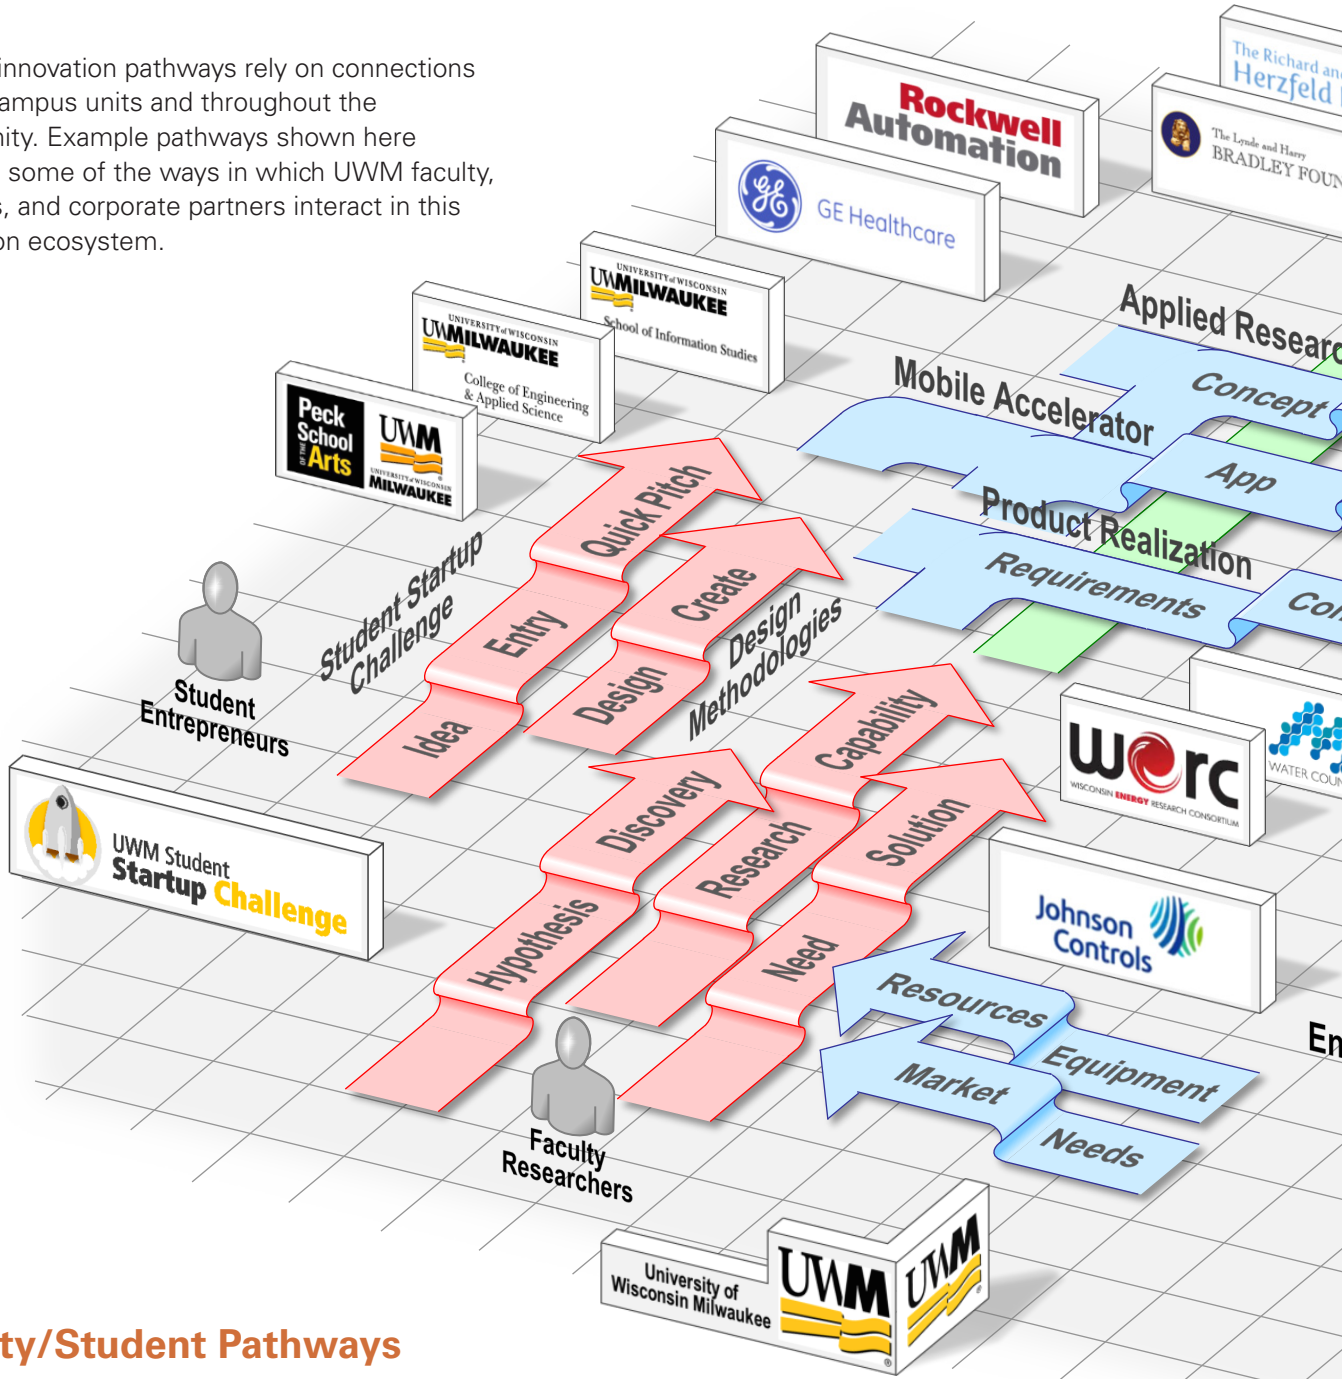 innovation pathways rely on connections
ampus units and throughout the
nity. Example pathways shown here
some of the ways in which UWM faculty,
s, and corporate partners interact in this
on ecosystem.
The Richard and
Herzfeld
Rockwell
Automation
The Lynde and Harry
BRADLEY FOUN
GE Healthcare
UNIVERSITY of WISCONSIN
UWMILWAUKEE
School of Information Studies
UNIVERSITY of WISCONSIN
UWMILWAUKEE
College of Engineering
& Applied Science
Peck
School
OF THE
Arts
UWM
UNIVERSITY of WISCONSIN
MILWAUKEE
Applied Researc
Concept
Mobile Accelerator
App
Product Realization
Requirements
Con
Quick Pitch
Entry
Idea
Create
Design
Student Startup
Challenge
Design
Methodologies
Student
Entrepreneurs
UWM Student
Startup Challenge
Capability
Research
Discovery
Hypothesis
Solution
Need
werc
WISCONSIN ENERGY RESEARCH CONSORTIUM
WATER COUN
Johnson
Controls
Resources
Equipment
Market
Needs
En
Faculty
Researchers
University of
Wisconsin Milwaukee
UWM
UWM
ty/Student Pathways